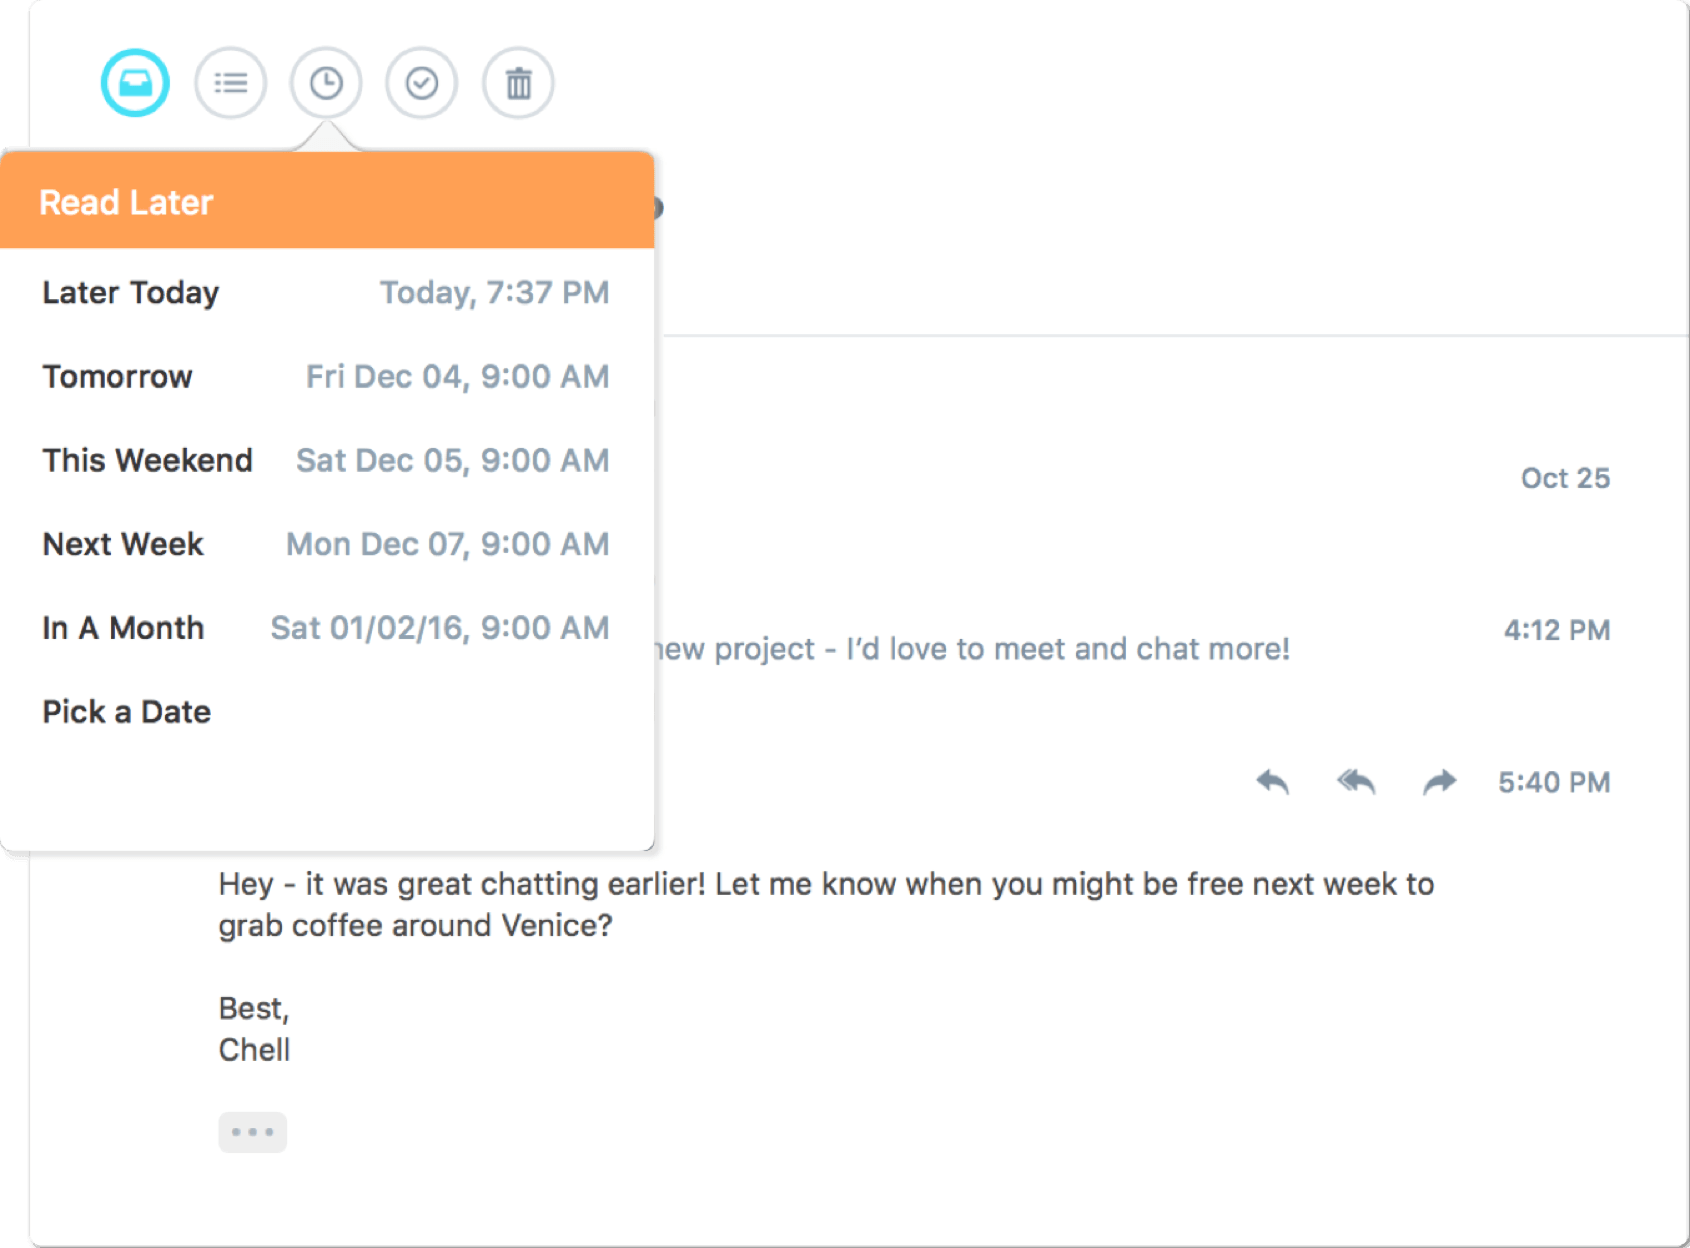 Read Later
Later Today Today, 7:37 PM
Tomorrow Fri Dec 04, 9:00 AM
This Weekend Sat Dec 05, 9:00 AM
Next Week Mon Dec 07, 9:00 AM
In A Month Sat 01/02/16, 9:00 AM
Pick a Date
Oct 25
new project - I’d love to meet and chat more!
4:12 PM
5:40 PM
Hey - it was great chatting earlier! Let me know when you might be free next week to
grab coffee around Venice?
Best,
Chell